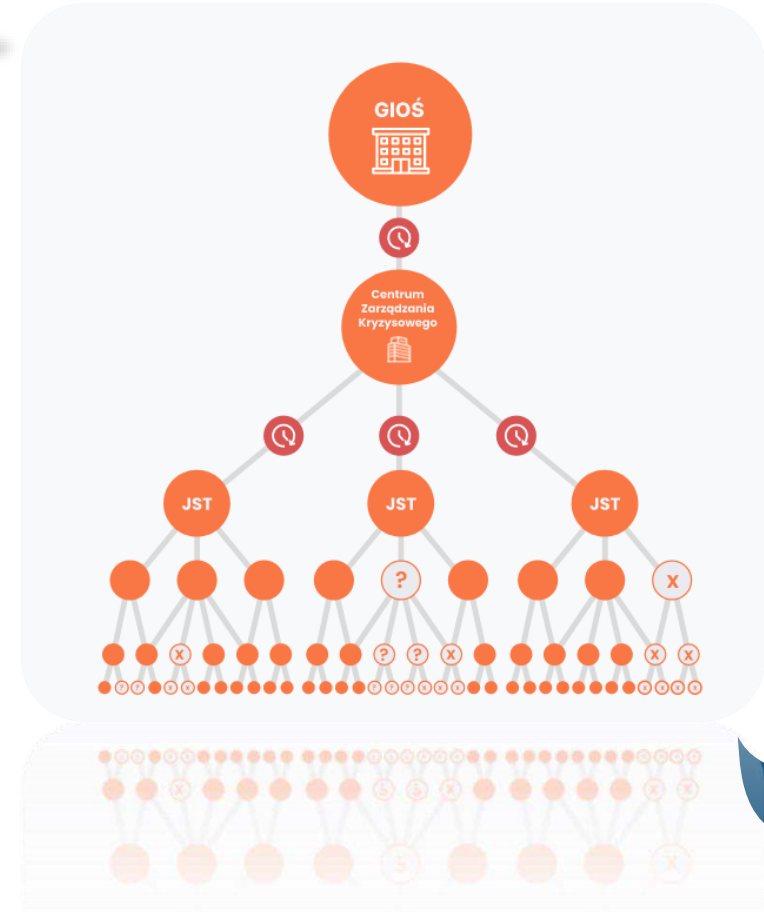 GIOŚ
Centrum
Zarządzania
Kryzysowego
JST JST JST
? x
x ? ? x x x
? ? x x ? ? ? x x x x x x x